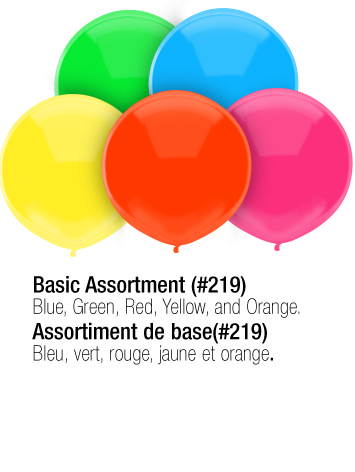 Basic Assortment (#219)
Blue, Green, Red, Yellow, and Orange.
Assortiment de base(#219)
Bleu, vert, rouge, jaune et orange.